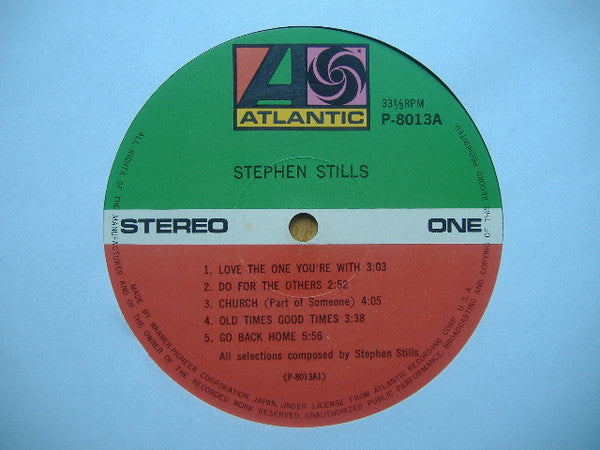 ATLANTIC
33⅓RPM
P-8013A
STEPHEN STILLS
STEREO
ONE
1. LOVE THE ONE YOU'RE WITH 3:03
2. DO FOR THE OTHERS 2:52
3. CHURCH (Part of Someone) 4:05
4. OLD TIMES GOOD TIMES 3:38
5. GO BACK HOME 5:56
All selections composed by Stephen Stills
(P-8013A1)
MADE BY WARNER-PIONEER CORPORATION, JAPAN, UNDER LICENSE FROM ATLANTIC RECORDING CORP. U.S.A.
ALL RIGHTS OF THE MANU-FACTURER AND OF THE OWNER OF THE RECORDED WORK RESERVED. UNAUTHORIZED PUBLIC PERFORMANCE, BROADCASTING AND COPYING OF THIS RECORD PROHIBITED